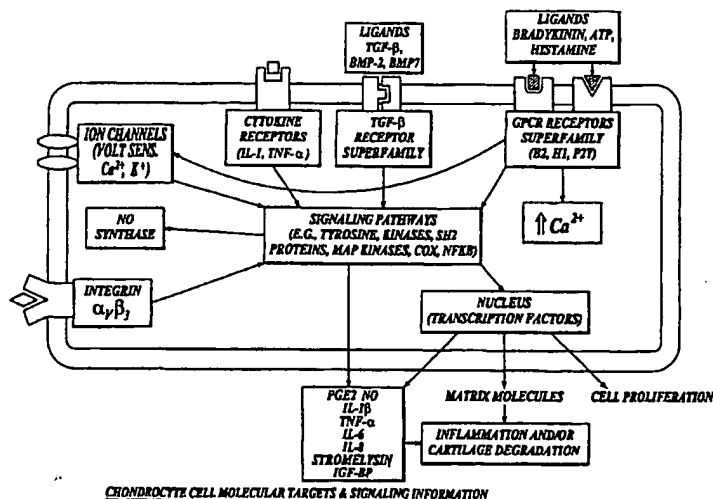 LIGANDS
TGF-β,
BMP-2, BMP7
LIGANDS
BRADYKININ, ATP,
HISTAMINE
ION CHANNELS
(VOLT SENS.
Ca²⁺, K⁺)
CYTOKINE
RECEPTORS
(IL-1, TNF-α)
TGF-β
RECEPTOR
SUPERFAMILY
GPCR RECEPTORS
SUPERFAMILY
(B2, H1, P2Y)
NO
SYNTHASE
SIGNALING PATHWAYS
(E.G., TYROSINE, KINASES, SH2
PROTEINS, MAP KINASES, COX, NFKB)
⇑ Ca²⁺
INTEGRIN
αᵥβ₃
NUCLEUS
(TRANSCRIPTION FACTORS)
PGE2 NO
IL-1β
TNF-α
IL-6
IL-8
STROMELYSIN
IGF-BP
MATRIX MOLECULES
CELL PROLIFERATION
INFLAMMATION AND/OR
CARTILAGE DEGRADATION
CHONDROCYTE CELL MOLECULAR TARGETS & SIGNALING INFORMATION